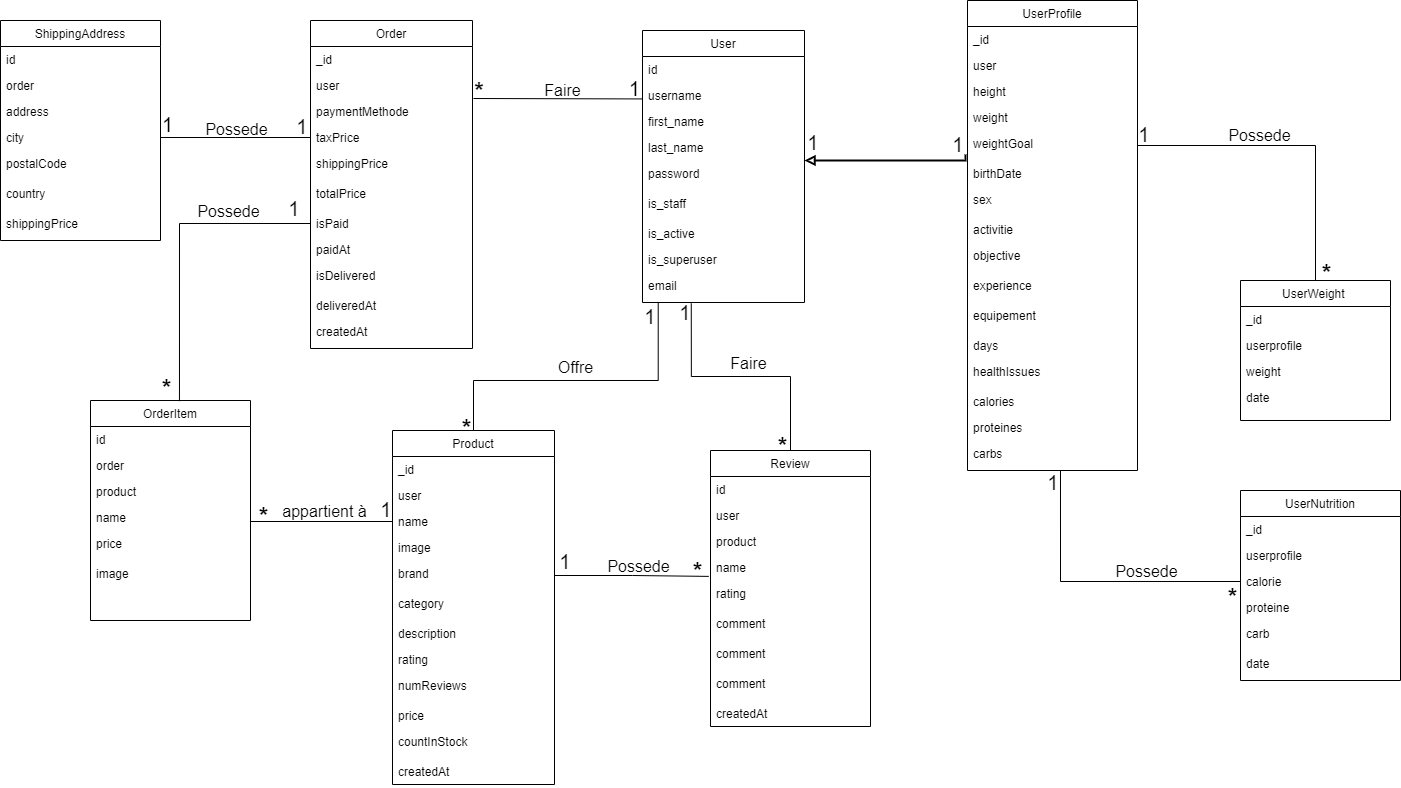 ShippingAddress
id
order
address
city
postalCode
country
shippingPrice
1
Possede
1
Order
_id
user
paymentMethode
taxPrice
shippingPrice
totalPrice
isPaid
paidAt
isDelivered
deliveredAt
createdAt
*
Faire
1
User
id
username
first_name
last_name
password
is_staff
is_active
is_superuser
email
1
1
UserProfile
_id
user
height
weight
weightGoal
birthDate
sex
activitie
objective
experience
equipement
days
healthIssues
calories
proteines
carbs
1
Possede
*
UserWeight
_id
userprofile
weight
date
Possede
1
*
OrderItem
id
order
product
name
price
image
*
appartient à
1
1
Offre
*
Product
_id
user
name
image
brand
category
description
rating
numReviews
price
countInStock
createdAt
1
Faire
*
1
Possede
*
Review
id
user
product
name
rating
comment
comment
comment
createdAt
1
Possede
*
UserNutrition
_id
userprofile
calorie
proteine
carb
date